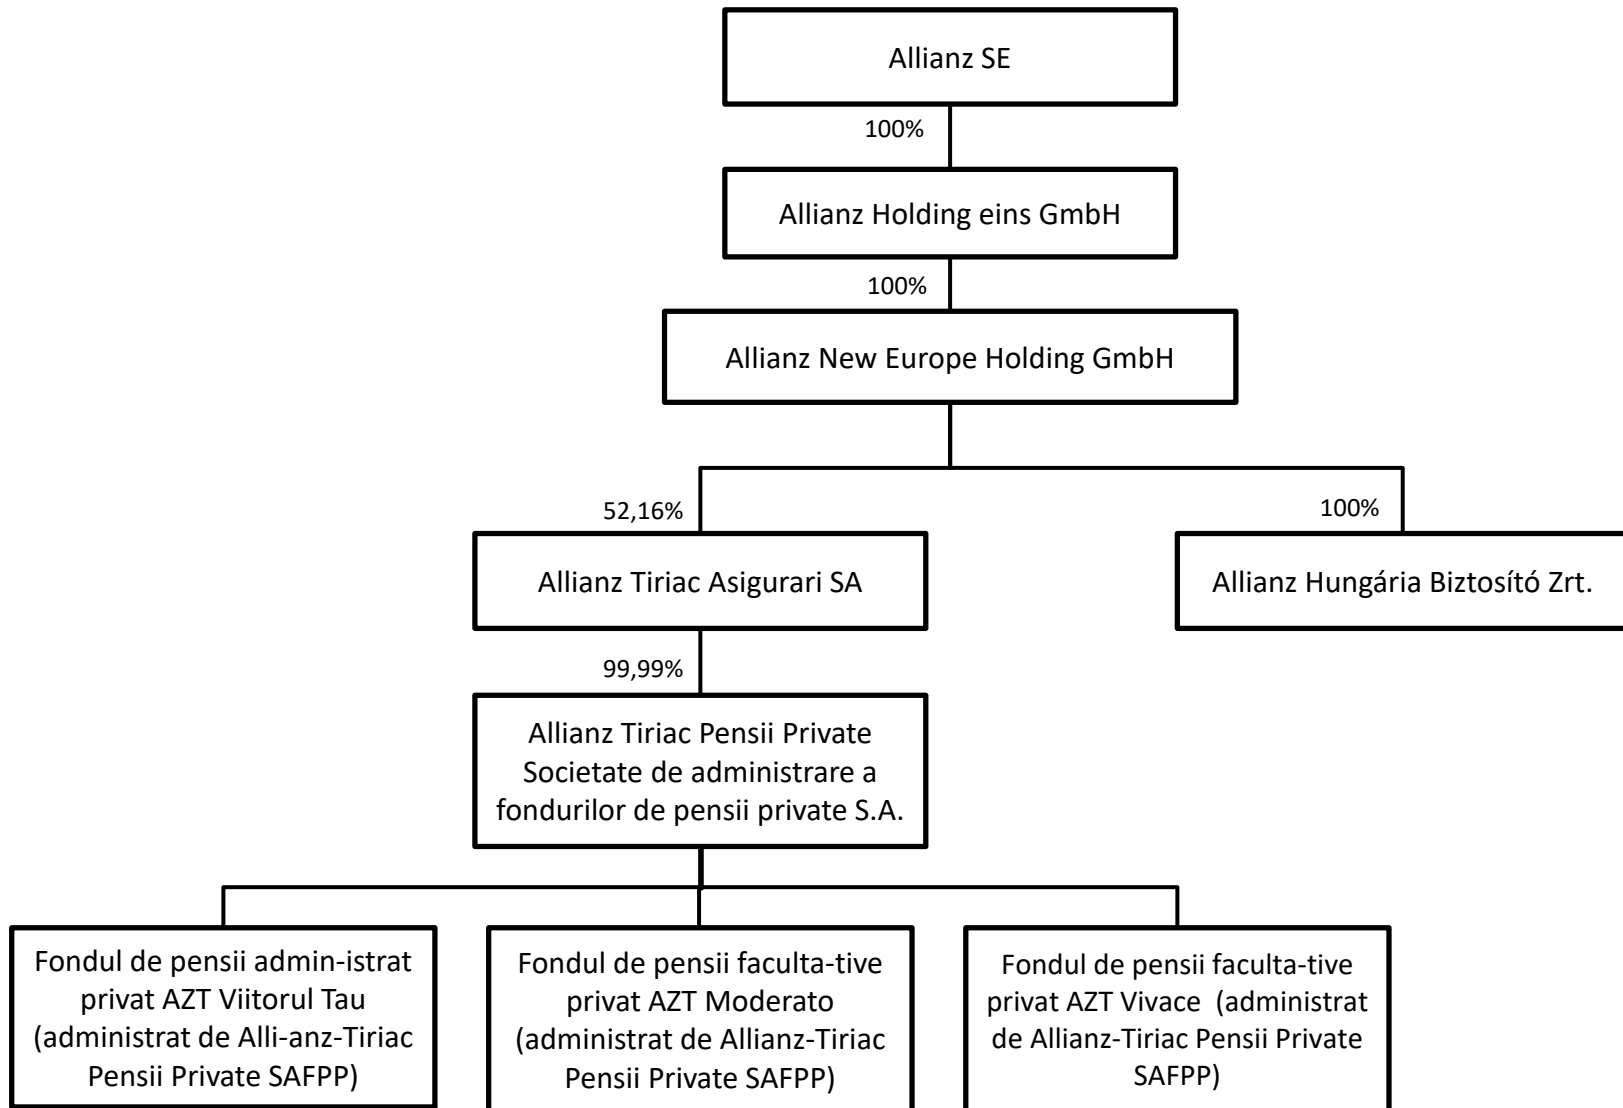 Allianz SE
100%
Allianz Holding eins GmbH
100%
Allianz New Europe Holding GmbH
52,16%
100%
Allianz Tiriac Asigurari SA
Allianz Hungária Biztosító Zrt.
99,99%
Allianz Tiriac Pensii Private
Societate de administrare a
fondurilor de pensii private S.A.
Fondul de pensii admin-istrat
privat AZT Viitorul Tau
(administrat de Alli-anz-Tiriac
Pensii Private SAFPP)
Fondul de pensii faculta-tive
privat AZT Moderato
(administrat de Allianz-Tiriac
Pensii Private SAFPP)
Fondul de pensii faculta-tive
privat AZT Vivace  (administrat
de Allianz-Tiriac Pensii Private
SAFPP)